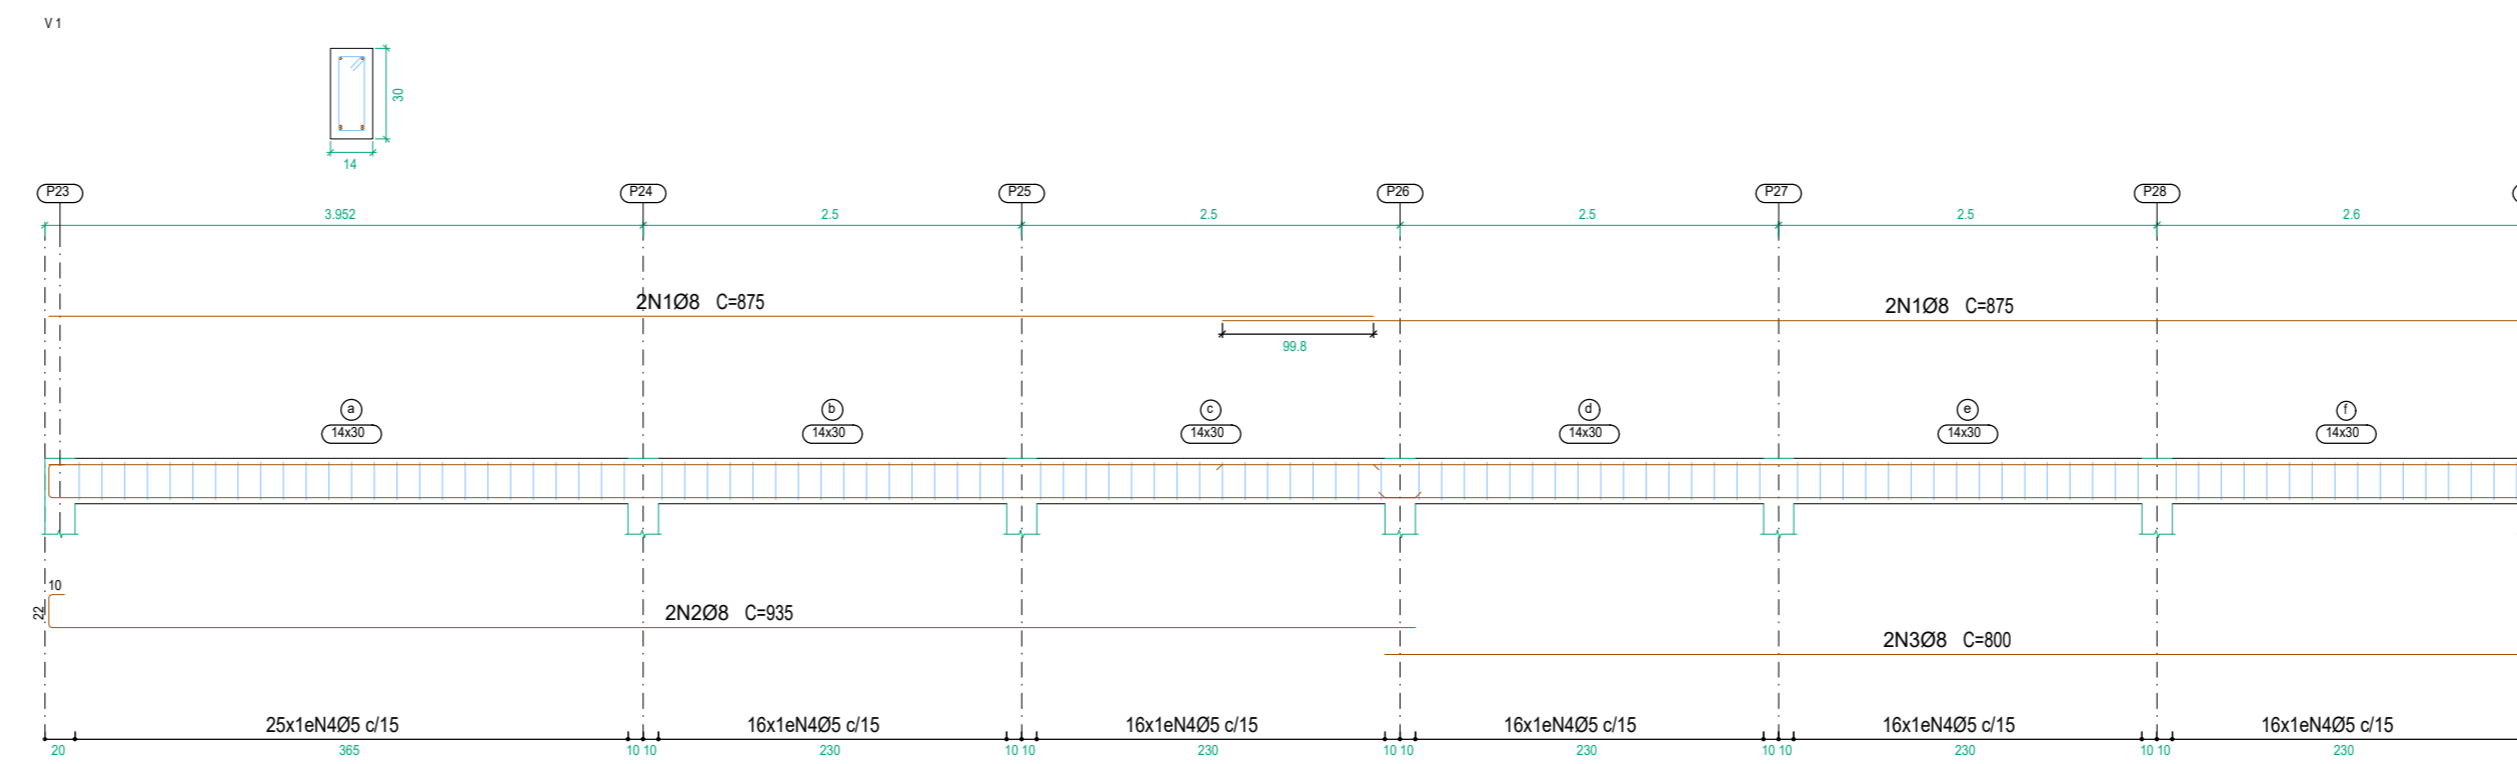 V 1
30
14
P23 P24 P25 P26 P27 P28
3.952 2.5 2.5 2.5 2.5 2.6
2N1Ø8 C=875 2N1Ø8 C=875
99.8
a b c d e f
14x30 14x30 14x30 14x30 14x30 14x30
10
22
2N2Ø8 C=935
2N3Ø8 C=800
25x1eN4Ø5 c/15 16x1eN4Ø5 c/15 16x1eN4Ø5 c/15 16x1eN4Ø5 c/15 16x1eN4Ø5 c/15 16x1eN4Ø5 c/15
20 365 10 10 230 10 10 230 10 10 230 10 10 230 10 10 230